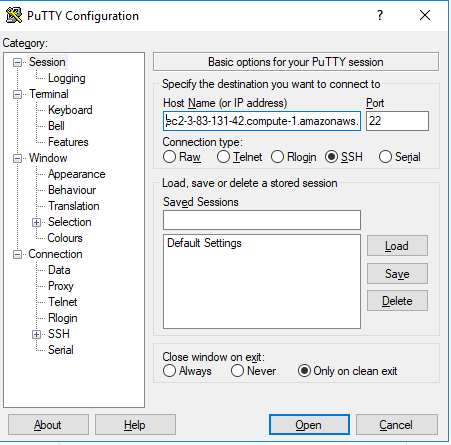 PuTTY Configuration
?
Category:
Session
Logging
Terminal
Keyboard
Bell
Features
Window
Appearance
Behaviour
Translation
Selection
Colours
Connection
Data
Proxy
Telnet
Rlogin
SSH
Serial
Basic options for your PuTTY session
Specify the destination you want to connect to
Host Name (or IP address) Port
ec2-3-83-131-42.compute-1.amazonaws. 22
Connection type:
Raw Telnet Rlogin SSH Serial
Load, save or delete a stored session
Saved Sessions
Default Settings
Load
Save
Delete
Close window on exit:
Always Never Only on clean exit
About Help Open Cancel